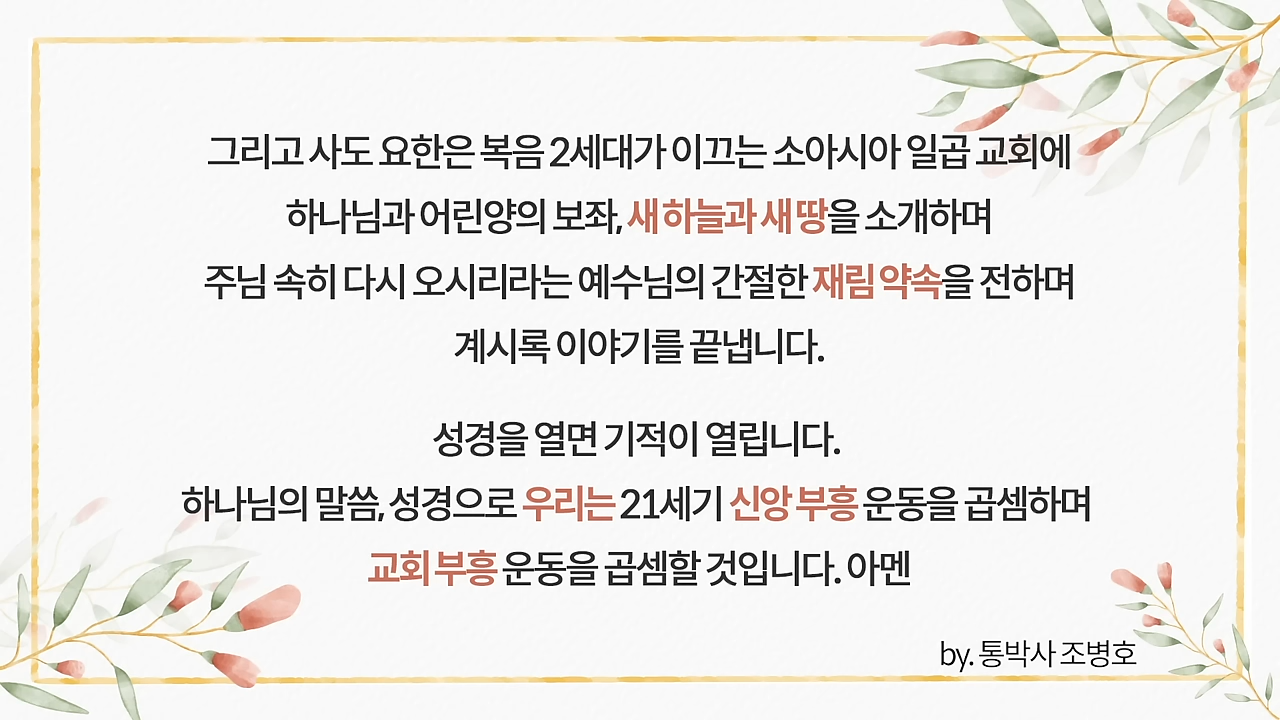 그리고 사도 요한은 복음 2세대가 이끄는 소아시아 일곱 교회에
하나님과 어린양의 보좌, 새 하늘과 새 땅을 소개하며
주님 속히 다시 오시리라는 예수님의 간절한 재림 약속을 전하며
계시록 이야기를 끝냅니다.
성경을 열면 기적이 열립니다.
하나님의 말씀, 성경으로 우리는 21세기 신앙 부흥 운동을 곱셈하며
교회 부흥 운동을 곱셈할 것입니다. 아멘
by. 통박사 조병호